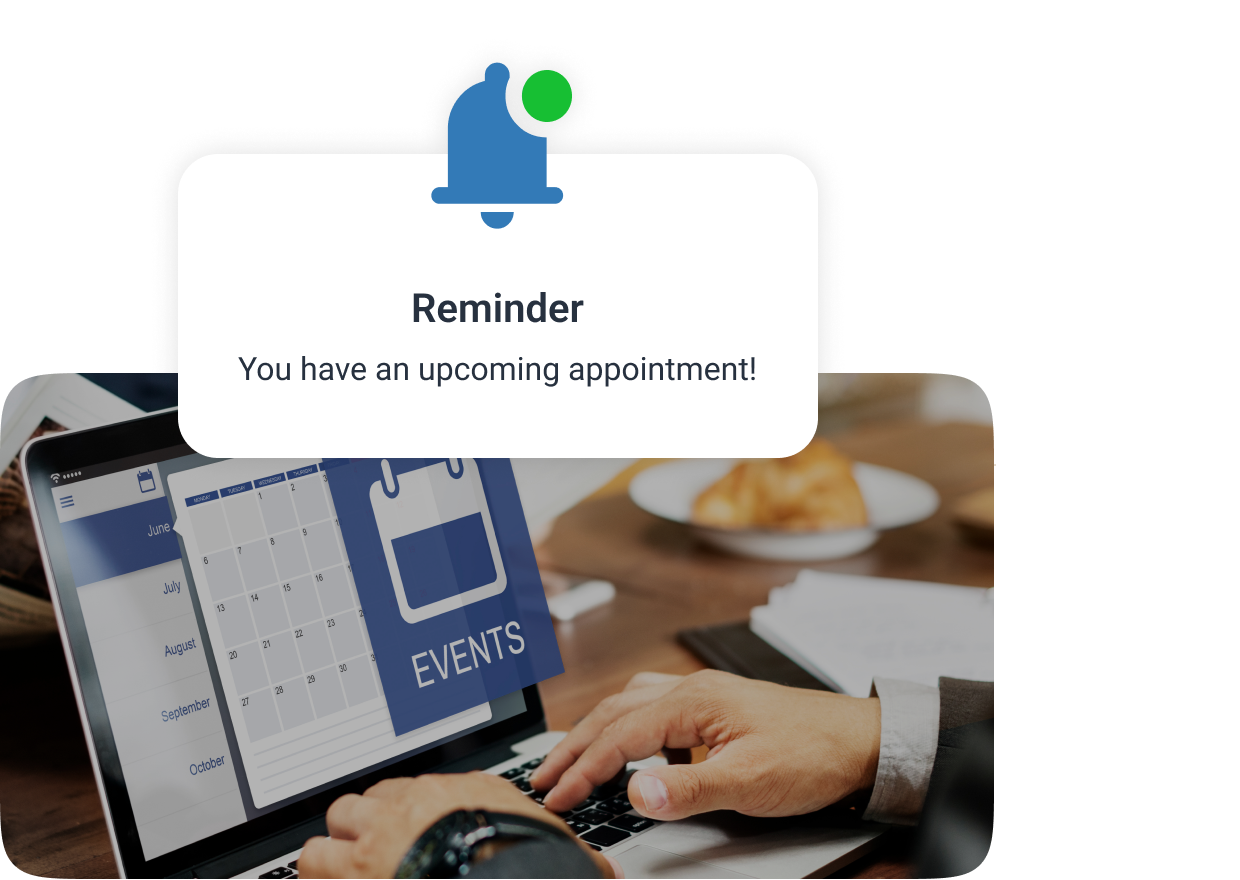 Reminder
You have an upcoming appointment!
June
July
August
September
October
MONDAY TUESDAY WEDNESDAY THURSDAY
1 2 3
6 7 8 9
13 14 15 16
20 21 22 23
27 28 29 30
EVENTS